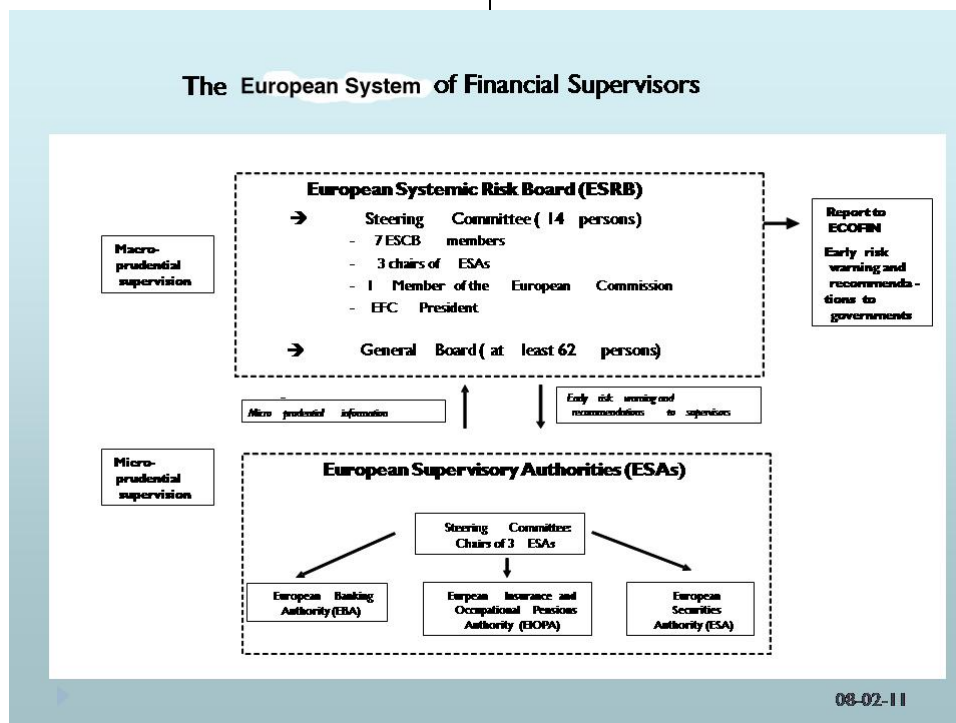 The European System of Financial Supervisors
European Systemic Risk Board (ESRB)
➔ Steering Committee ( 14 persons)
- 7 ESCB members
- 3 chairs of ESAs
- 1 Member of the European Commission
- EFC President
➔ General Board ( at least 62 persons)
Macro-
prudential
supervision
Report to
ECOFIN
Early risk
warning and
recommenda -
tions to
governments
Micro prudential information
Early risk warning and
recommendations to supervisors
Micro-
prudential
supervision
European Supervisory Authorities (ESAs)
Steering Committee:
Chairs of 3 ESAs
European Banking
Authority (EBA)
Eurpean Insurance and
Occupational Pensions
Authority (EIOPA)
European
Securities
Authority (ESA)
08-02-11